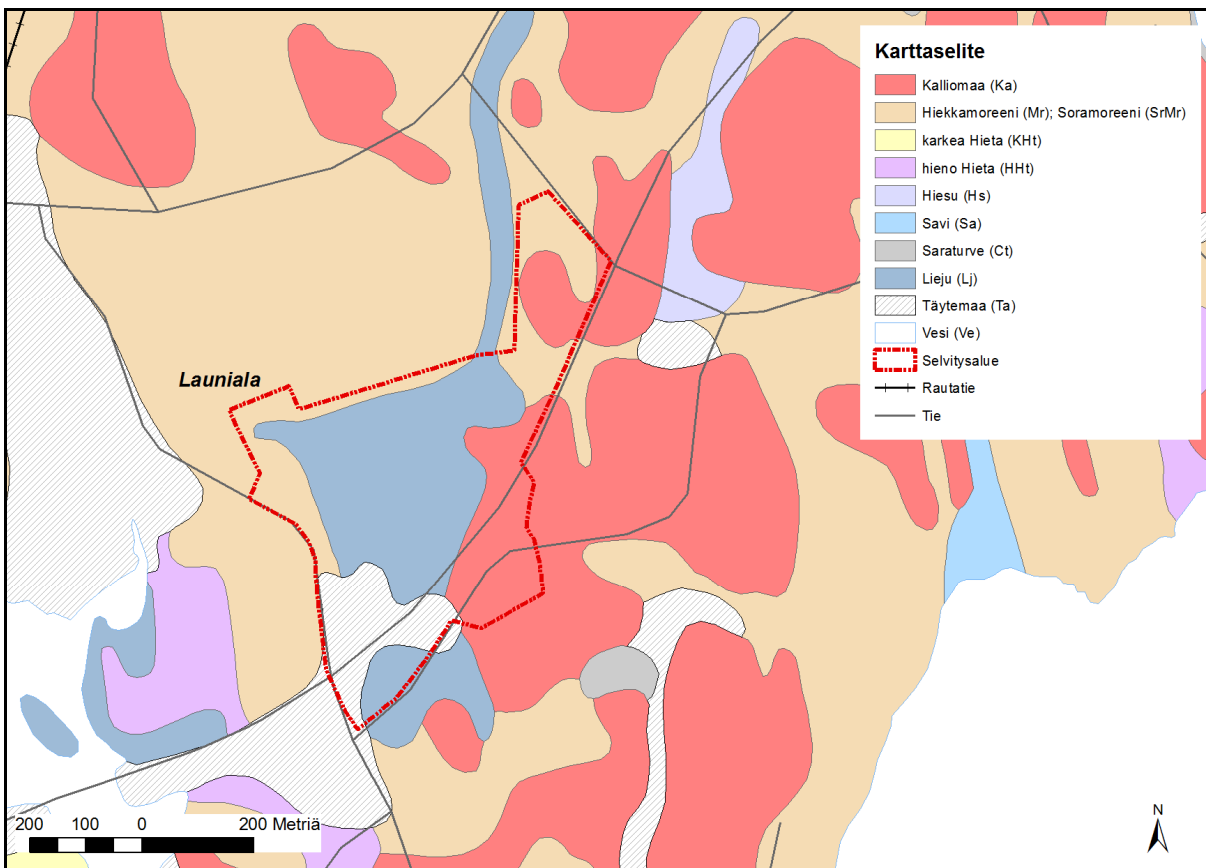 Karttaselite
Kalliomaa (Ka)
Hiekkamoreeni (Mr); Soramoreeni (SrMr)
karkea Hieta (KHt)
hieno Hieta (HHt)
Hiesu (Hs)
Savi (Sa)
Saraturve (Ct)
Lieju (Lj)
Täytemaa (Ta)
Vesi (Ve)
Selvitysalue
Rautatie
Tie
Launiala
200 100 0 200 Metriä
N